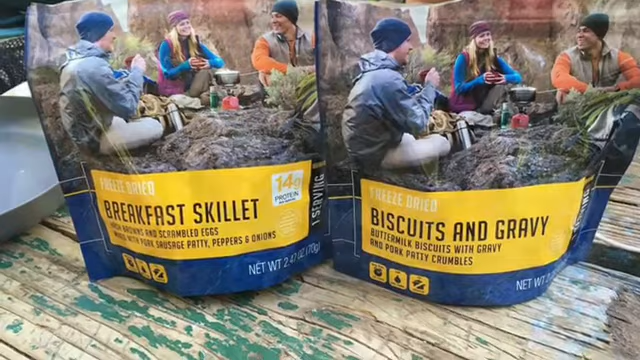 FREEZE DRIED
BREAKFAST SKILLET
HASH BROWNS AND SCRAMBLED EGGS
MIXED WITH PORK SAUSAGE PATTY, PEPPERS & ONIONS
14g
PROTEIN
1 SERVING
NET WT 2.47 OZ (70g)
FREEZE DRIED
BISCUITS AND GRAVY
BUTTERMILK BISCUITS WITH GRAVY
AND PORK PATTY CRUMBLES
NET WT